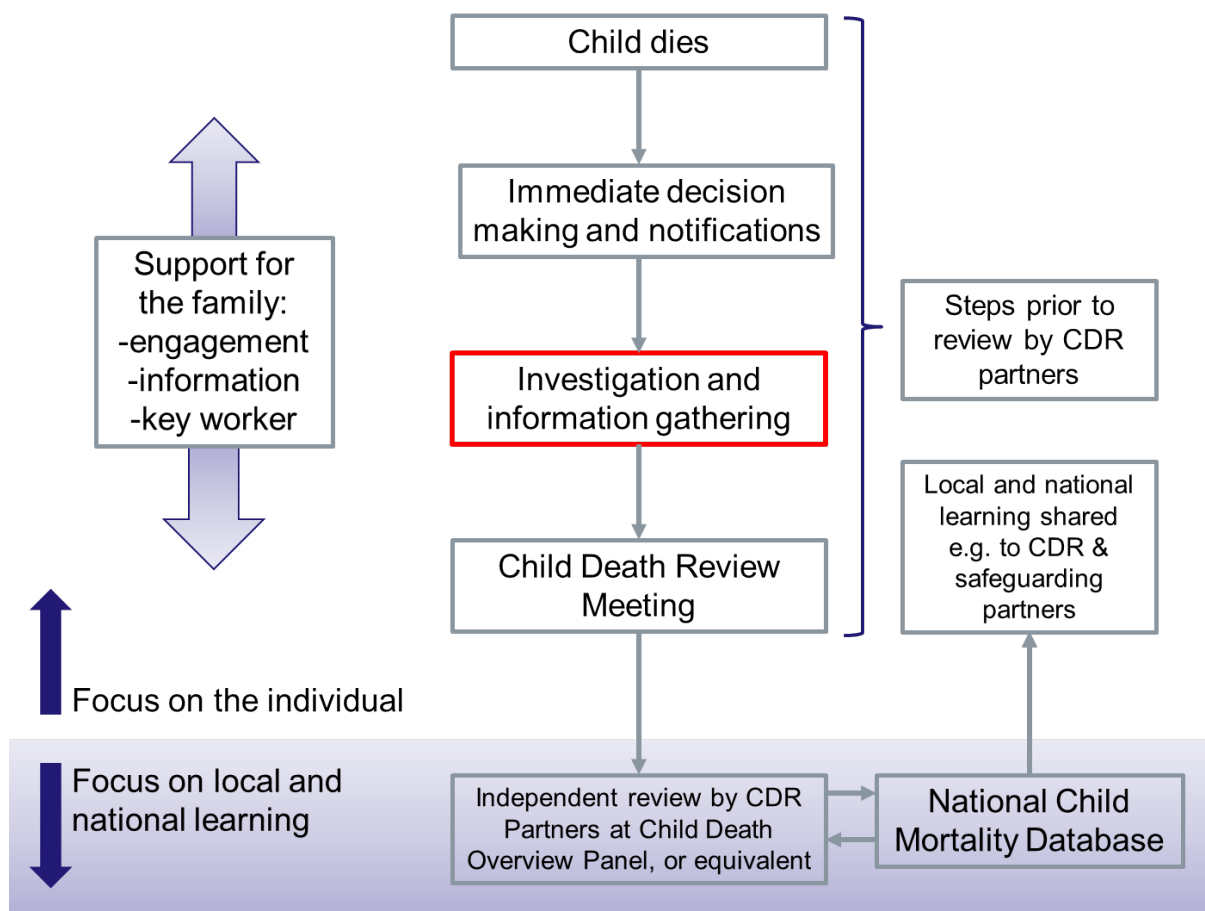 Child dies
Immediate decision
making and notifications
Support for
the family:
-engagement
-information
-key worker
Investigation and
information gathering
Steps prior to
review by CDR
partners
Child Death Review
Meeting
Local and national
learning shared
e.g. to CDR &
safeguarding
partners
Focus on the individual
Focus on local and
national learning
Independent review by CDR
Partners at Child Death
Overview Panel, or equivalent
National Child
Mortality Database